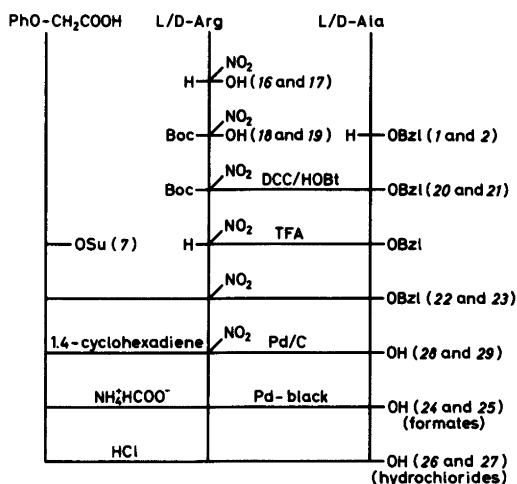 PhO-CH₂COOH L/D-Arg L/D-Ala
NO₂
H OH (16 and 17)
NO₂
Boc OH (18 and 19) H OBzl (1 and 2)
NO₂ DCC/HOBt
Boc OBzl (20 and 21)
NO₂ TFA
OSu (7) H OBzl
NO₂
OBzl (22 and 23)
1.4-cyclohexadiene NO₂ Pd/C
OH (28 and 29)
NH₄⁺HCOO⁻ Pd-black
OH (24 and 25)
(formates)
HCl
OH (26 and 27)
(hydrochlorides)